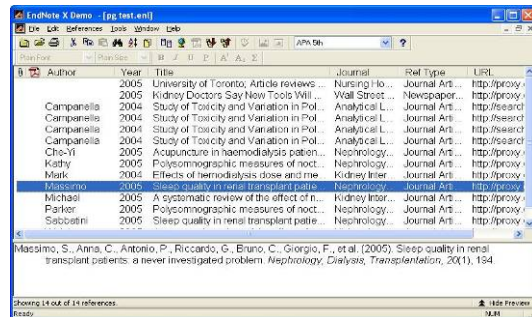 EndNote X Demo - [pg test.enl]
File Edit References Tools Window Help
APA 5th
Plain Font Plain Size B I U P A¹ A₁ Σ
Author Year Title Journal Ref Type URL
2005 University of Toronto; Article reviews ... Nursing Ho... Journal Arti... http://proxy.
2005 Kidney Doctors Say New Tools Will ... Wall Street ... Newspaper... http://proxy.
Campanella 2004 Study of Toxicity and Variation in Pol... Analytical L... Journal Arti... http://search
Campanella 2004 Study of Toxicity and Variation in Pol... Analytical L... Journal Arti... http://search
Campanella 2004 Study of Toxicity and Variation in Pol... Analytical L... Journal Arti... http://search
Campanella 2004 Study of Toxicity and Variation in Pol... Analytical L... Journal Arti... http://search
Che-Yi 2005 Acupuncture in haemodialysis patien... Nephrology... Journal Arti... http://proxy.
Kathy 2005 Polysomnographic measures of noct... Nephrology... Journal Arti... http://proxy.
Mark 2004 Effects of hemodialysis dose and me... Kidney Inter... Journal Arti... http://proxy.
Massimo 2005 Sleep quality in renal transplant patie... Nephrology... Journal Arti... http://proxy.
Michael 2005 A systematic review of the effect of n... Kidney Inter... Journal Arti... http://proxy.
Parker 2005 Polysomnographic measures of noct... Nephrology... Journal Arti... http://proxy.
Sabbatini 2005 Sleep quality in renal transplant patie... Nephrology... Journal Arti... http://proxy.
Massimo, S., Anna, C., Antonio, P., Riccardo, G., Bruno, C., Giorgio, F., et al. (2005). Sleep quality in renal
transplant patients: a never investigated problem. Nephrology, Dialysis, Transplantation, 20(1), 194.
Showing 14 out of 14 references. Hide Preview
Ready NUM